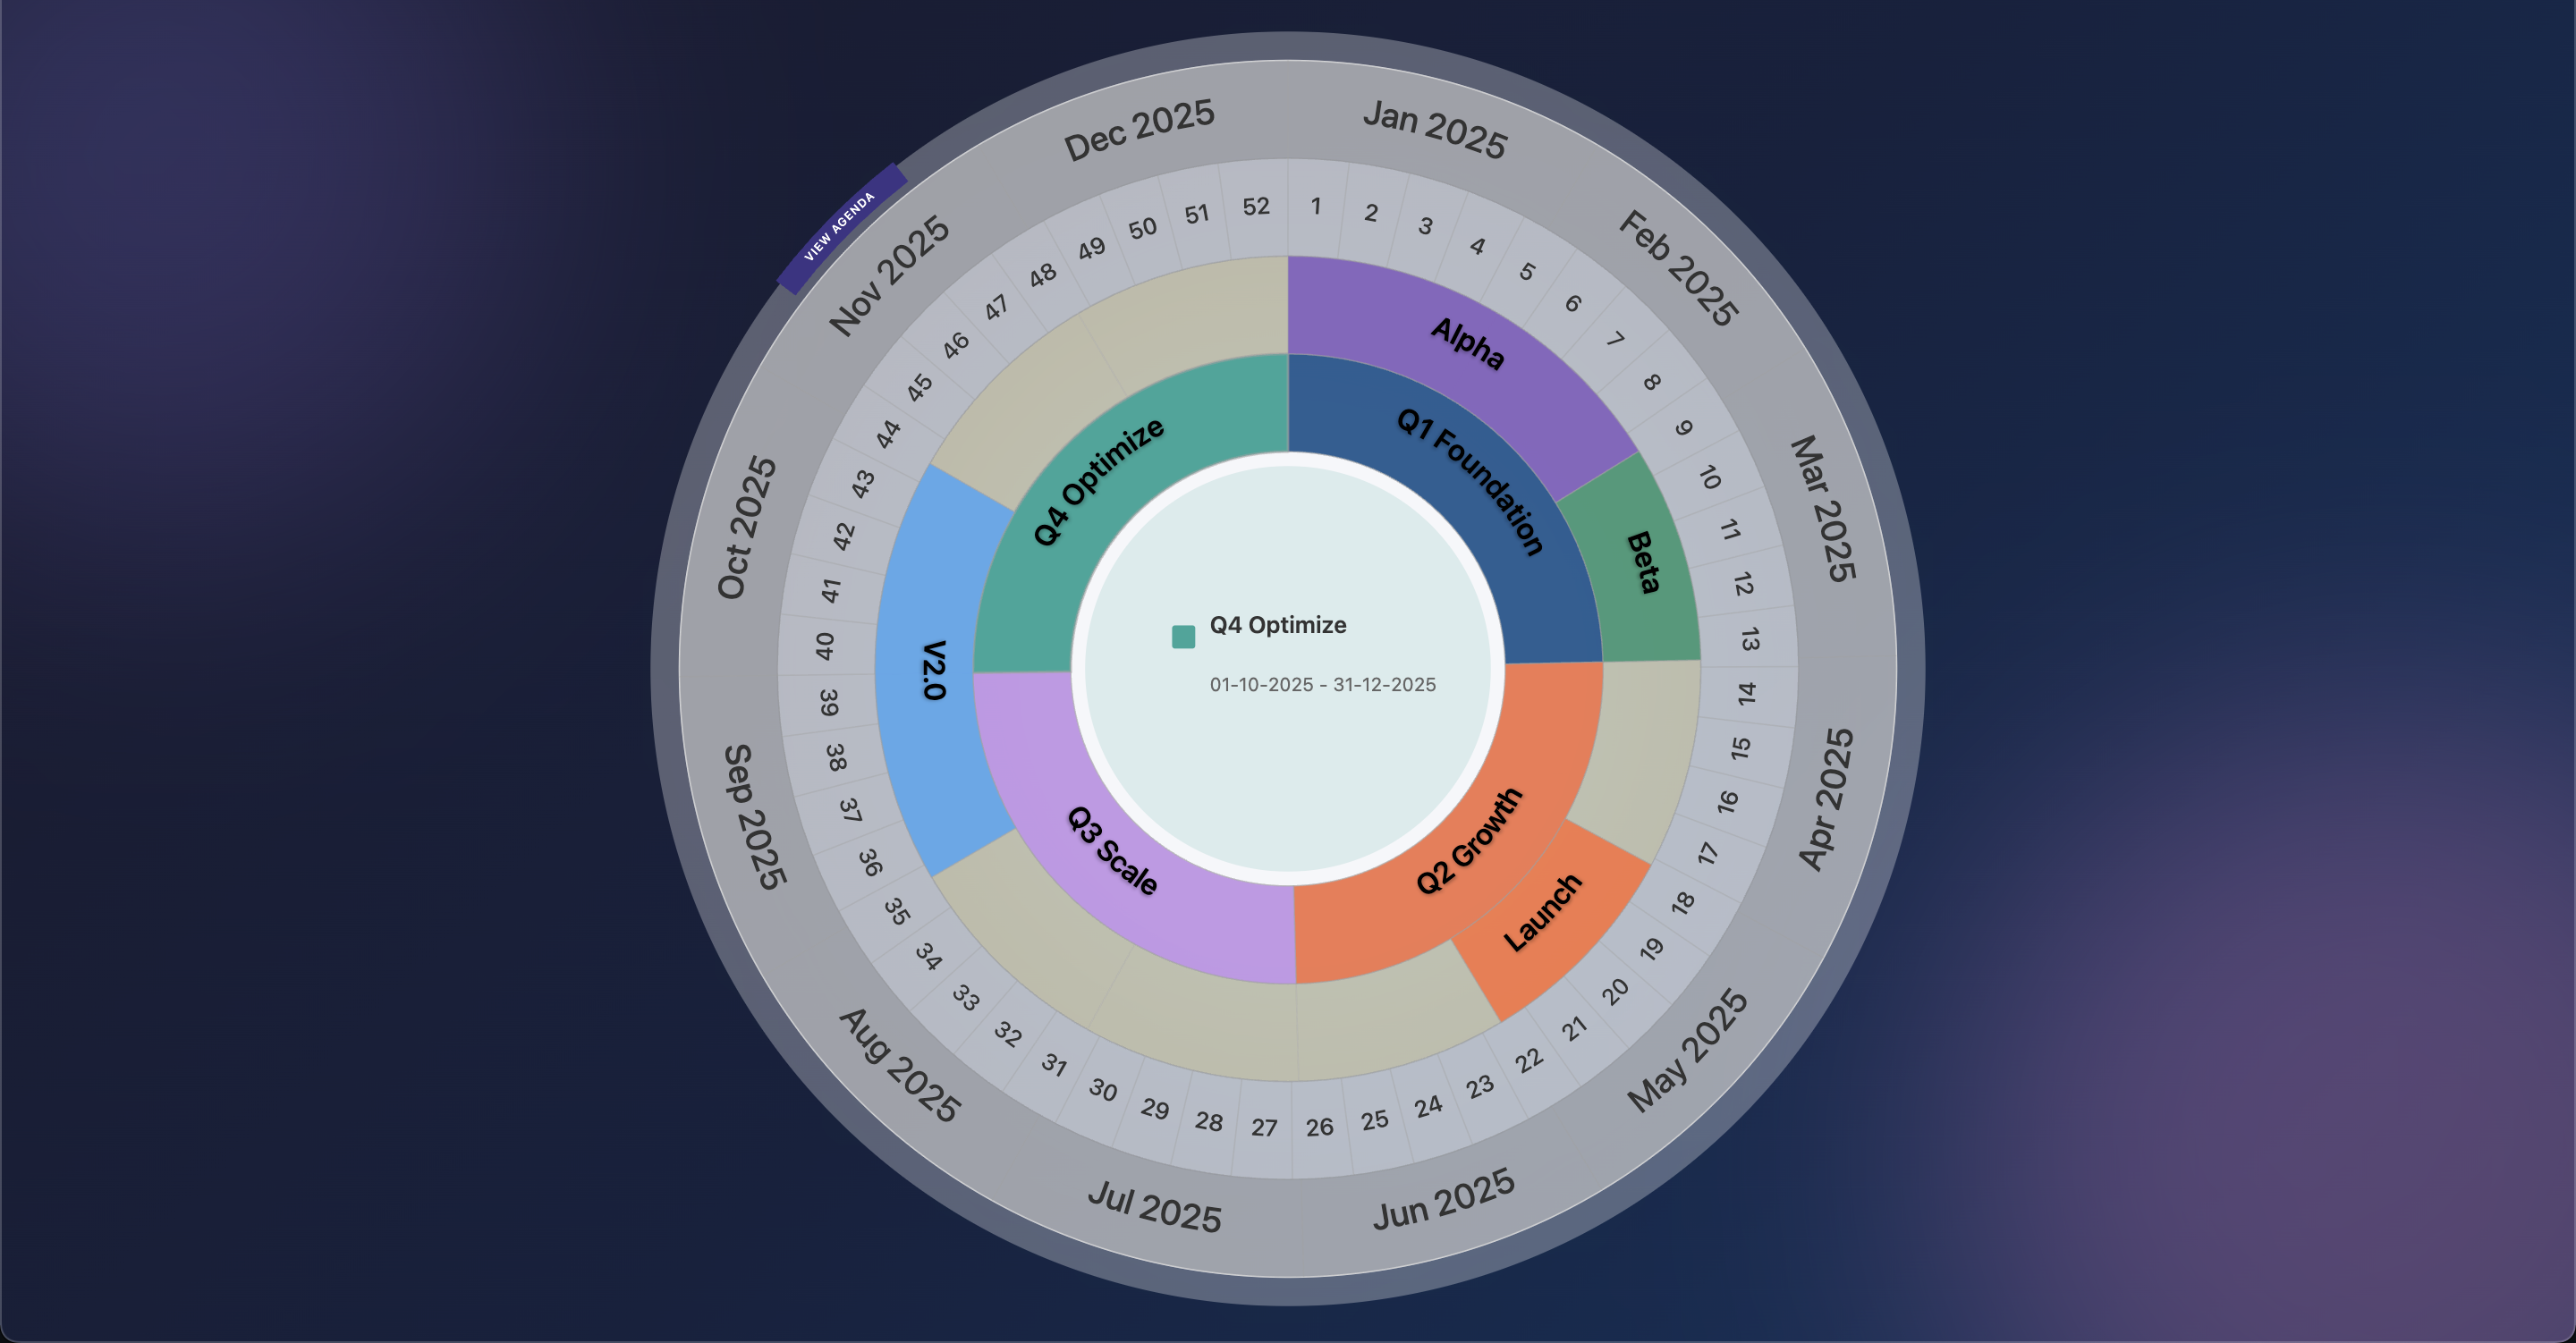 Jan 2025
Feb 2025
Mar 2025
Apr 2025
May 2025
Jun 2025
Jul 2025
Aug 2025
Sep 2025
Oct 2025
Nov 2025
Dec 2025
VIEW AGENDA
1
2
3
4
5
6
7
8
9
10
11
12
13
14
15
16
17
18
19
20
21
22
23
24
25
26
27
28
29
30
31
32
33
34
35
36
37
38
39
40
41
42
43
44
45
46
47
48
49
50
51
52
Alpha
Beta
Launch
V2.0
Q1 Foundation
Q2 Growth
Q3 Scale
Q4 Optimize
Q4 Optimize
01-10-2025 - 31-12-2025